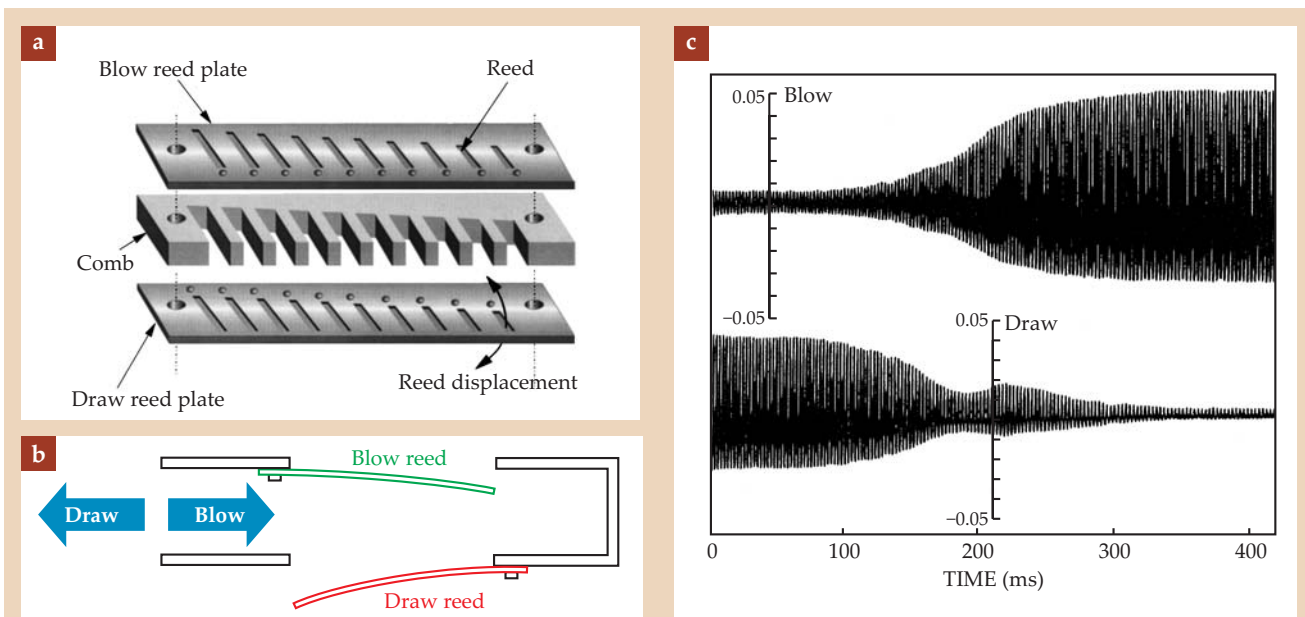 a
Blow reed plate
Reed
Comb
Draw reed plate
Reed displacement
b
Blow reed
Draw
Blow
Draw reed
c
0.05
Blow
−0.05
0.05
Draw
−0.05
0
100
200
300
400
TIME (ms)